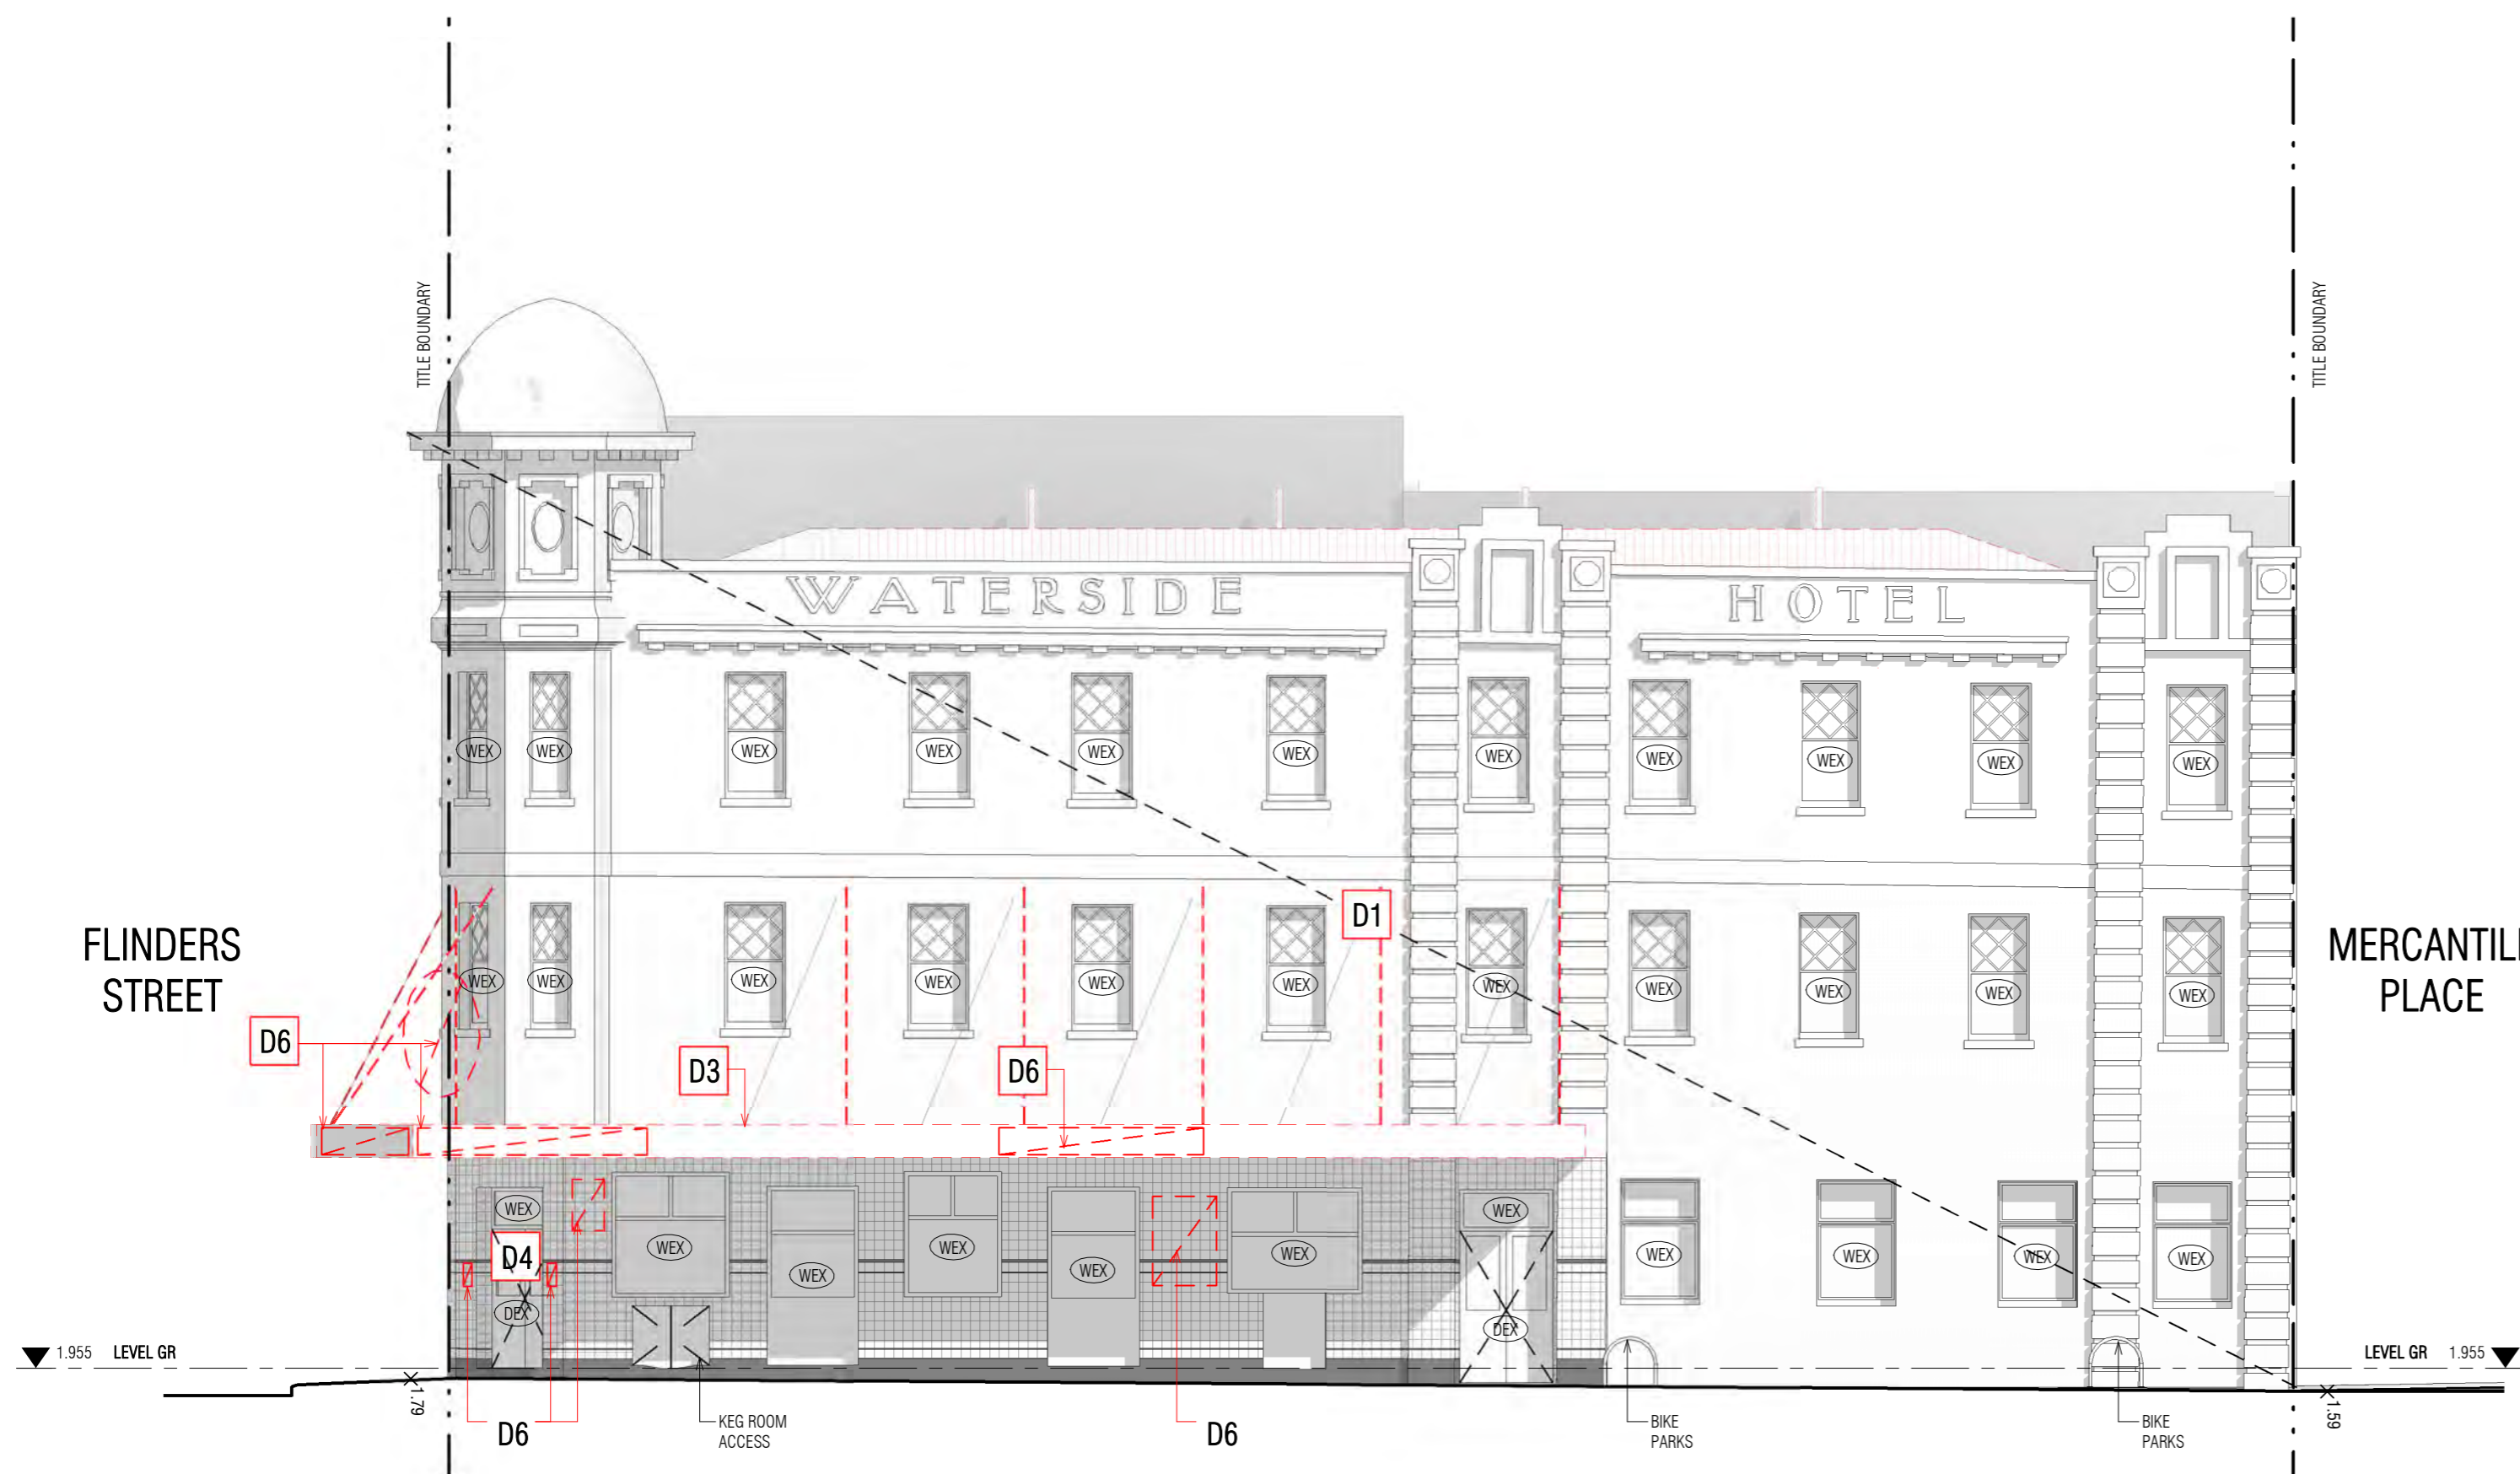 TITLE BOUNDARY
TITLE BOUNDARY
WATERSIDE
HOTEL
WEX WEX WEX WEX WEX WEX WEX WEX WEX WEX WEX
D1
FLINDERS
STREET
MERCANTILE
PLACE
WEX WEX WEX WEX WEX WEX WEX WEX WEX WEX WEX
D6
D3
D6
WEX
WEX
D4
WEX
WEX
WEX
WEX
WEX
WEX
WEX
WEX
WEX
WEX
DEX
DEX
1.955 LEVEL GR
LEVEL GR 1.955
1.79
1.59
D6
KEG ROOM
ACCESS
D6
BIKE
PARKS
BIKE
PARKS